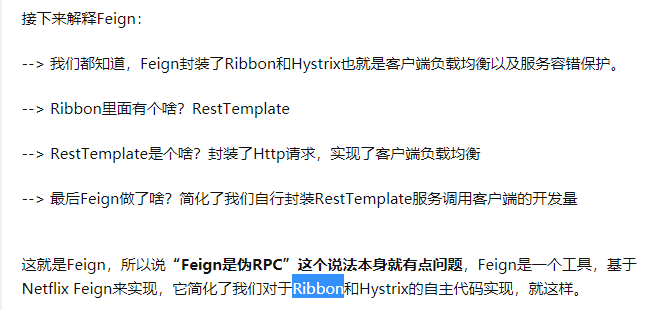 接下来解释Feign：
--> 我们都知道，Feign封装了Ribbon和Hystrix也就是客户端负载均衡以及服务容错保护。
--> Ribbon里面有个啥？RestTemplate
--> RestTemplate是个啥？封装了Http请求，实现了客户端负载均衡
--> 最后Feign做了啥？简化了我们自行封装RestTemplate服务调用客户端的开发量
这就是Feign，所以说“Feign是伪RPC”这个说法本身就有点问题，Feign是一个工具，基于
Netflix Feign来实现，它简化了我们对于Ribbon和Hystrix的自主代码实现，就这样。